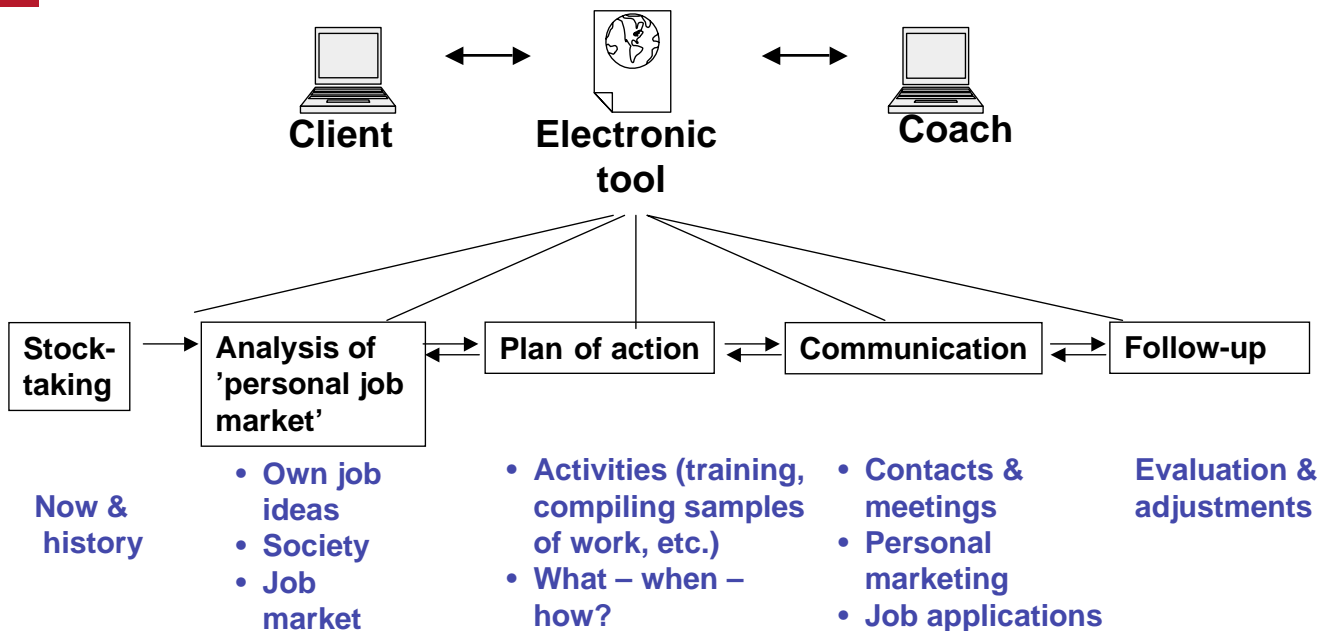 Client
Electronic
tool
Coach
Stock-
taking
Analysis of
’personal job
market’
Plan of action
Communication
Follow-up
Now &
history
• Own job
ideas
• Society
• Job
market
• Activities (training,
compiling samples
of work, etc.)
• What – when –
how?
• Contacts &
meetings
• Personal
marketing
• Job applications
Evaluation &
adjustments